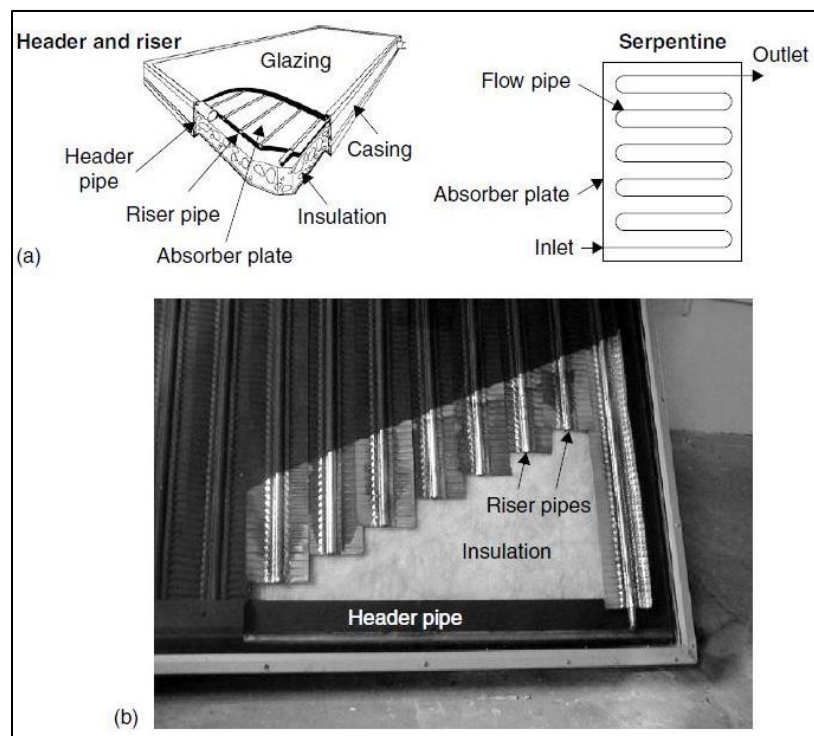 Header and riser
Glazing
Header
pipe
Riser pipe
Absorber plate
Casing
Insulation
(a)
Serpentine
Outlet
Flow pipe
Absorber plate
Inlet
Riser pipes
Insulation
Header pipe
(b)